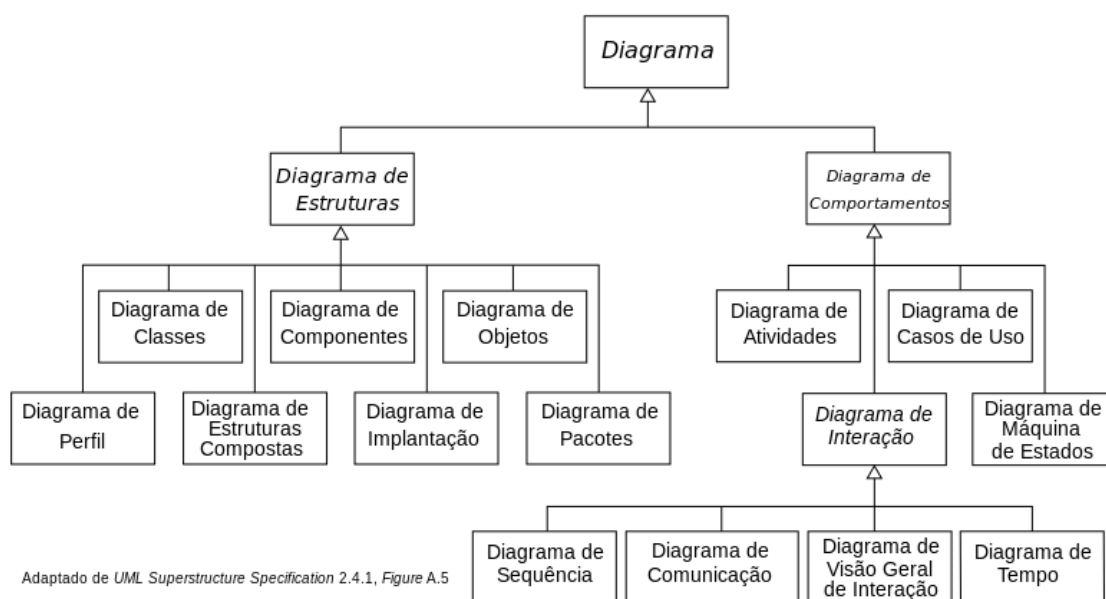 Diagrama
Diagrama de
Estruturas
Diagrama de
Comportamentos
Diagrama de
Classes
Diagrama de
Componentes
Diagrama de
Objetos
Diagrama de
Atividades
Diagrama de
Casos de Uso
Diagrama de
Perfil
Diagrama de
Estruturas
Compostas
Diagrama de
Implantação
Diagrama de
Pacotes
Diagrama de
Interação
Diagrama de
Máquina
de Estados
Diagrama de
Sequência
Diagrama de
Comunicação
Diagrama de
Visão Geral
de Interação
Diagrama de
Tempo
Adaptado de UML Superstructure Specification 2.4.1, Figure A.5